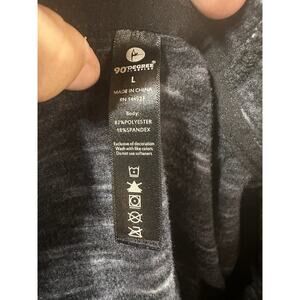 90 DEGREE
L
MADE IN CHINA
RN 144921
Body:
82%POLYESTER
18%SPANDEX
Exclusive of decoration
Wash with like colors
Do not use softeners